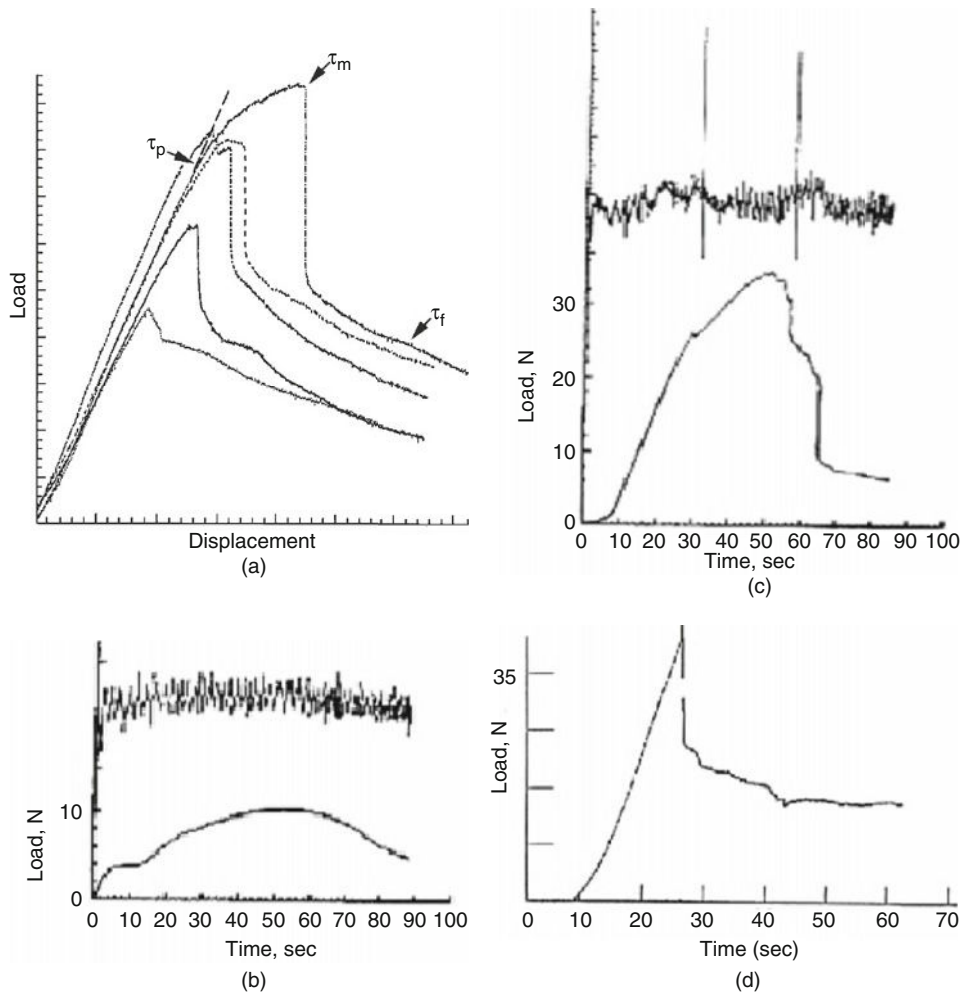 τm
τp
τf
Load
Displacement
(a)
30
20
10
0
Load, N
0 10 20 30 40 50 60 70 80 90 100
Time, sec
(c)
10
0
Load, N
0 10 20 30 40 50 60 70 80 90 100
Time, sec
(b)
35
Load, N
0 10 20 30 40 50 60 70
Time (sec)
(d)